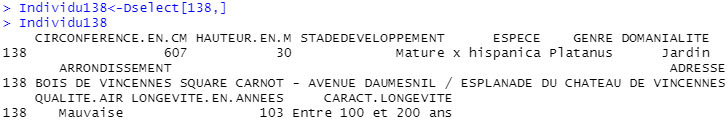 > Individu138<-Dselect[138,]
> Individu138
CIRCONFERENCE.EN.CM HAUTEUR.EN.M STADEDEVELOPPEMENT ESPECE GENRE DOMANIALITE
138 607 30 Mature x hispanica Platanus Jardin
ARRONDISSEMENT ADRESSE
138 BOIS DE VINCENNES SQUARE CARNOT - AVENUE DAUMESNIL / ESPLANADE DU CHATEAU DE VINCENNES
QUALITE.AIR LONGEVITE.EN.ANNEES CARACT.LONGEVITE
138 Mauvaise 103 Entre 100 et 200 ans